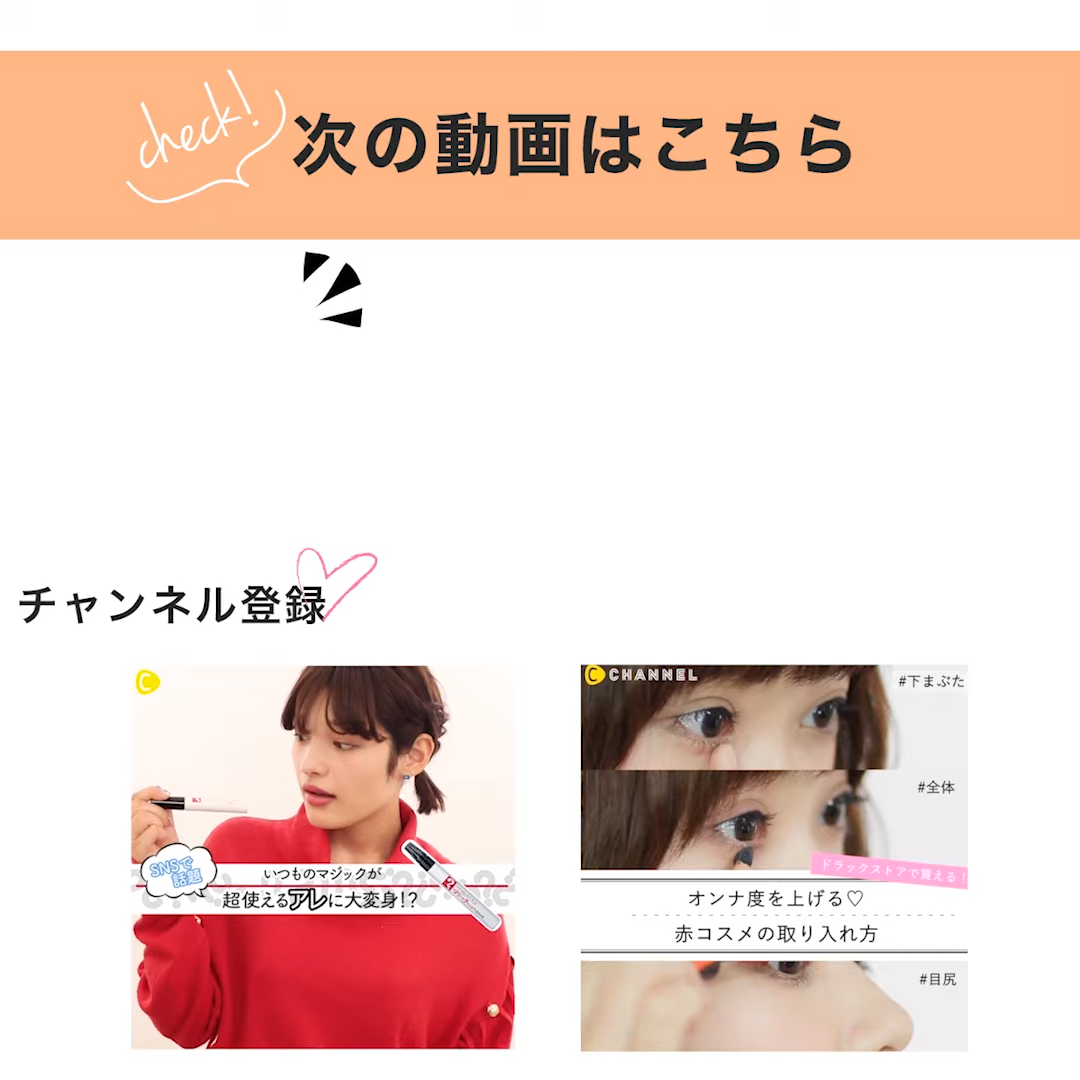 check!
次の動画はこちら
チャンネル登録
C
SNSで
話題
いつものマジックが
超使えるアレに大変身!?
C CHANNEL
#下まぶた
#全体
ドラックストアで買える!
オンナ度を上げる♡
赤コスメの取り入れ方
#目尻